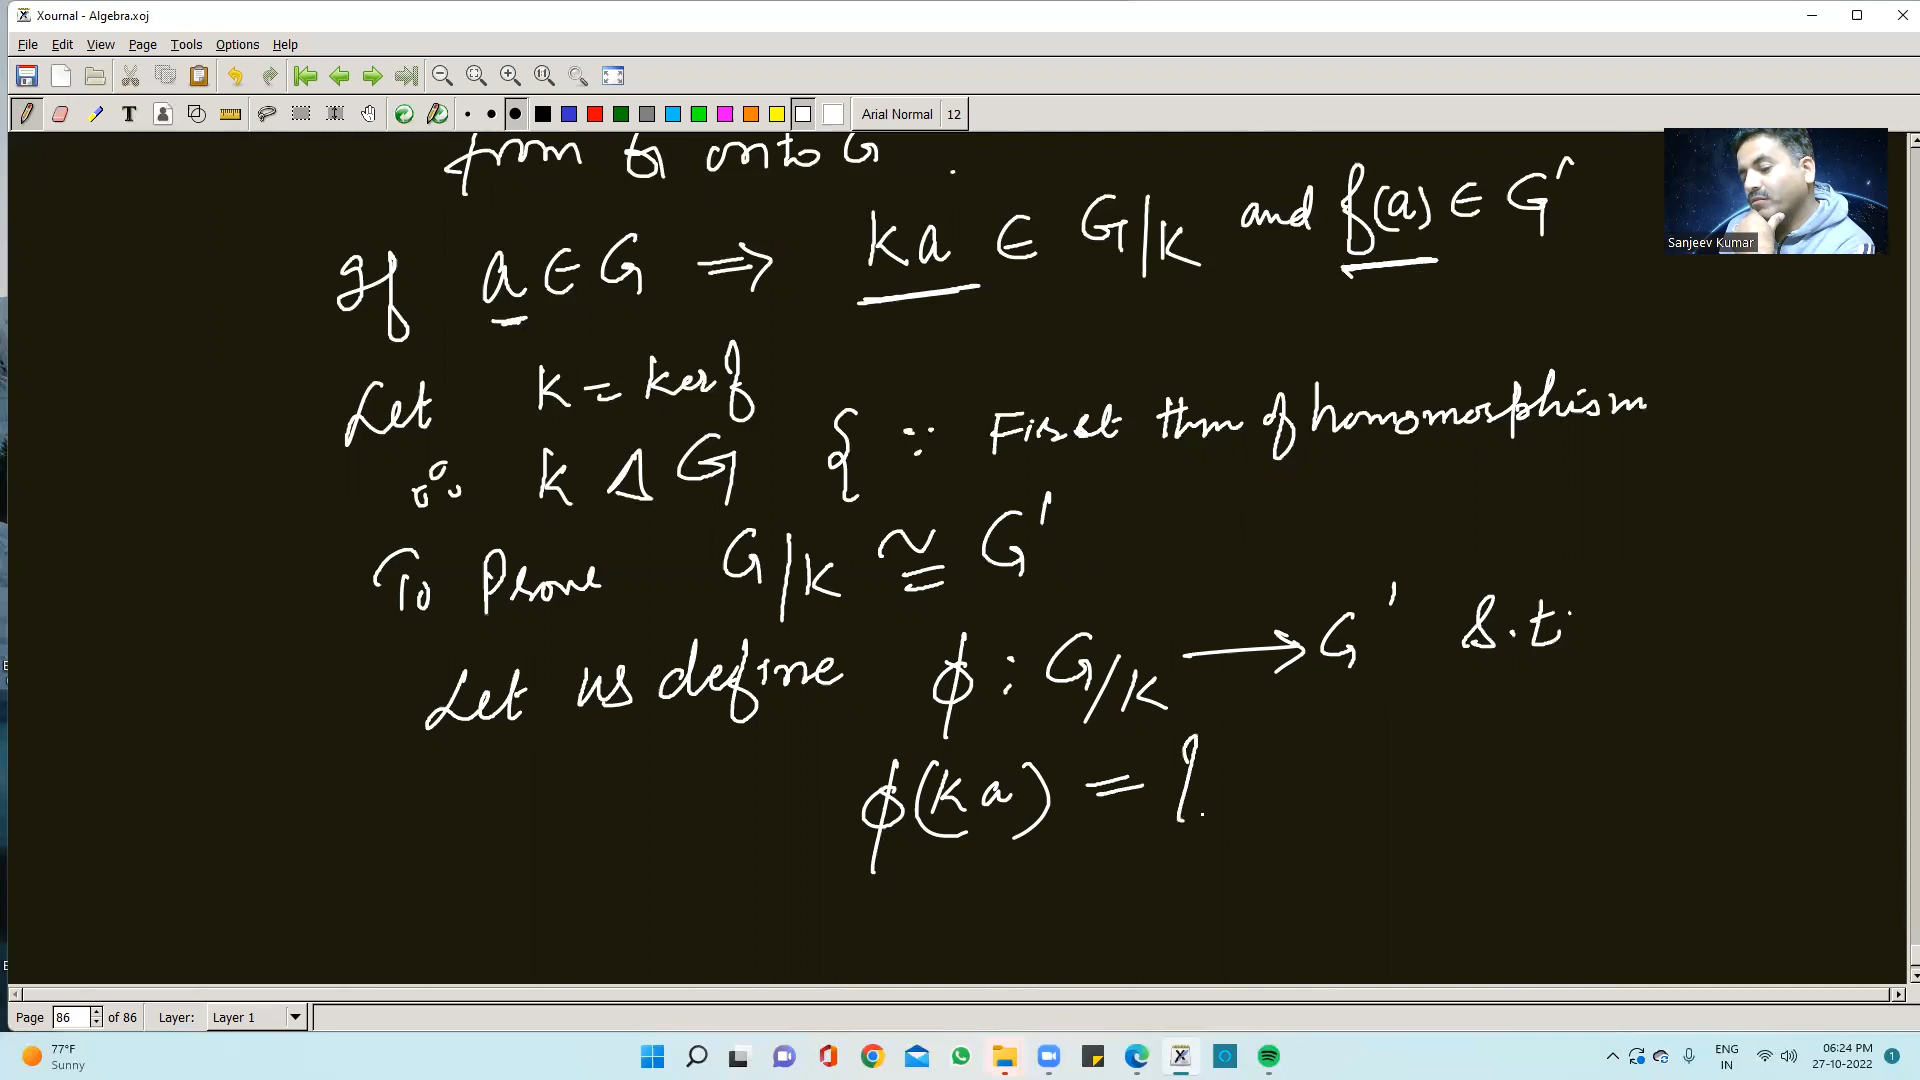 Xournal - Algebra.xoj
File Edit View Page Tools Options Help
Arial Normal 12
from G onto G'.
If a ∈ G ⇒ Ka ∈ G/K and f(a) ∈ G'
Sanjeev Kumar
Let K = Ker f
∴ K Δ G { ∵ First thm of homomorphism
To Prove G/K ≅ G'
Let us define ϕ : G/K → G' s.t.
ϕ(Ka) =
Page 86 of 86 Layer: Layer 1
77°F
Sunny
ENG
IN
06:24 PM
27-10-2022
1